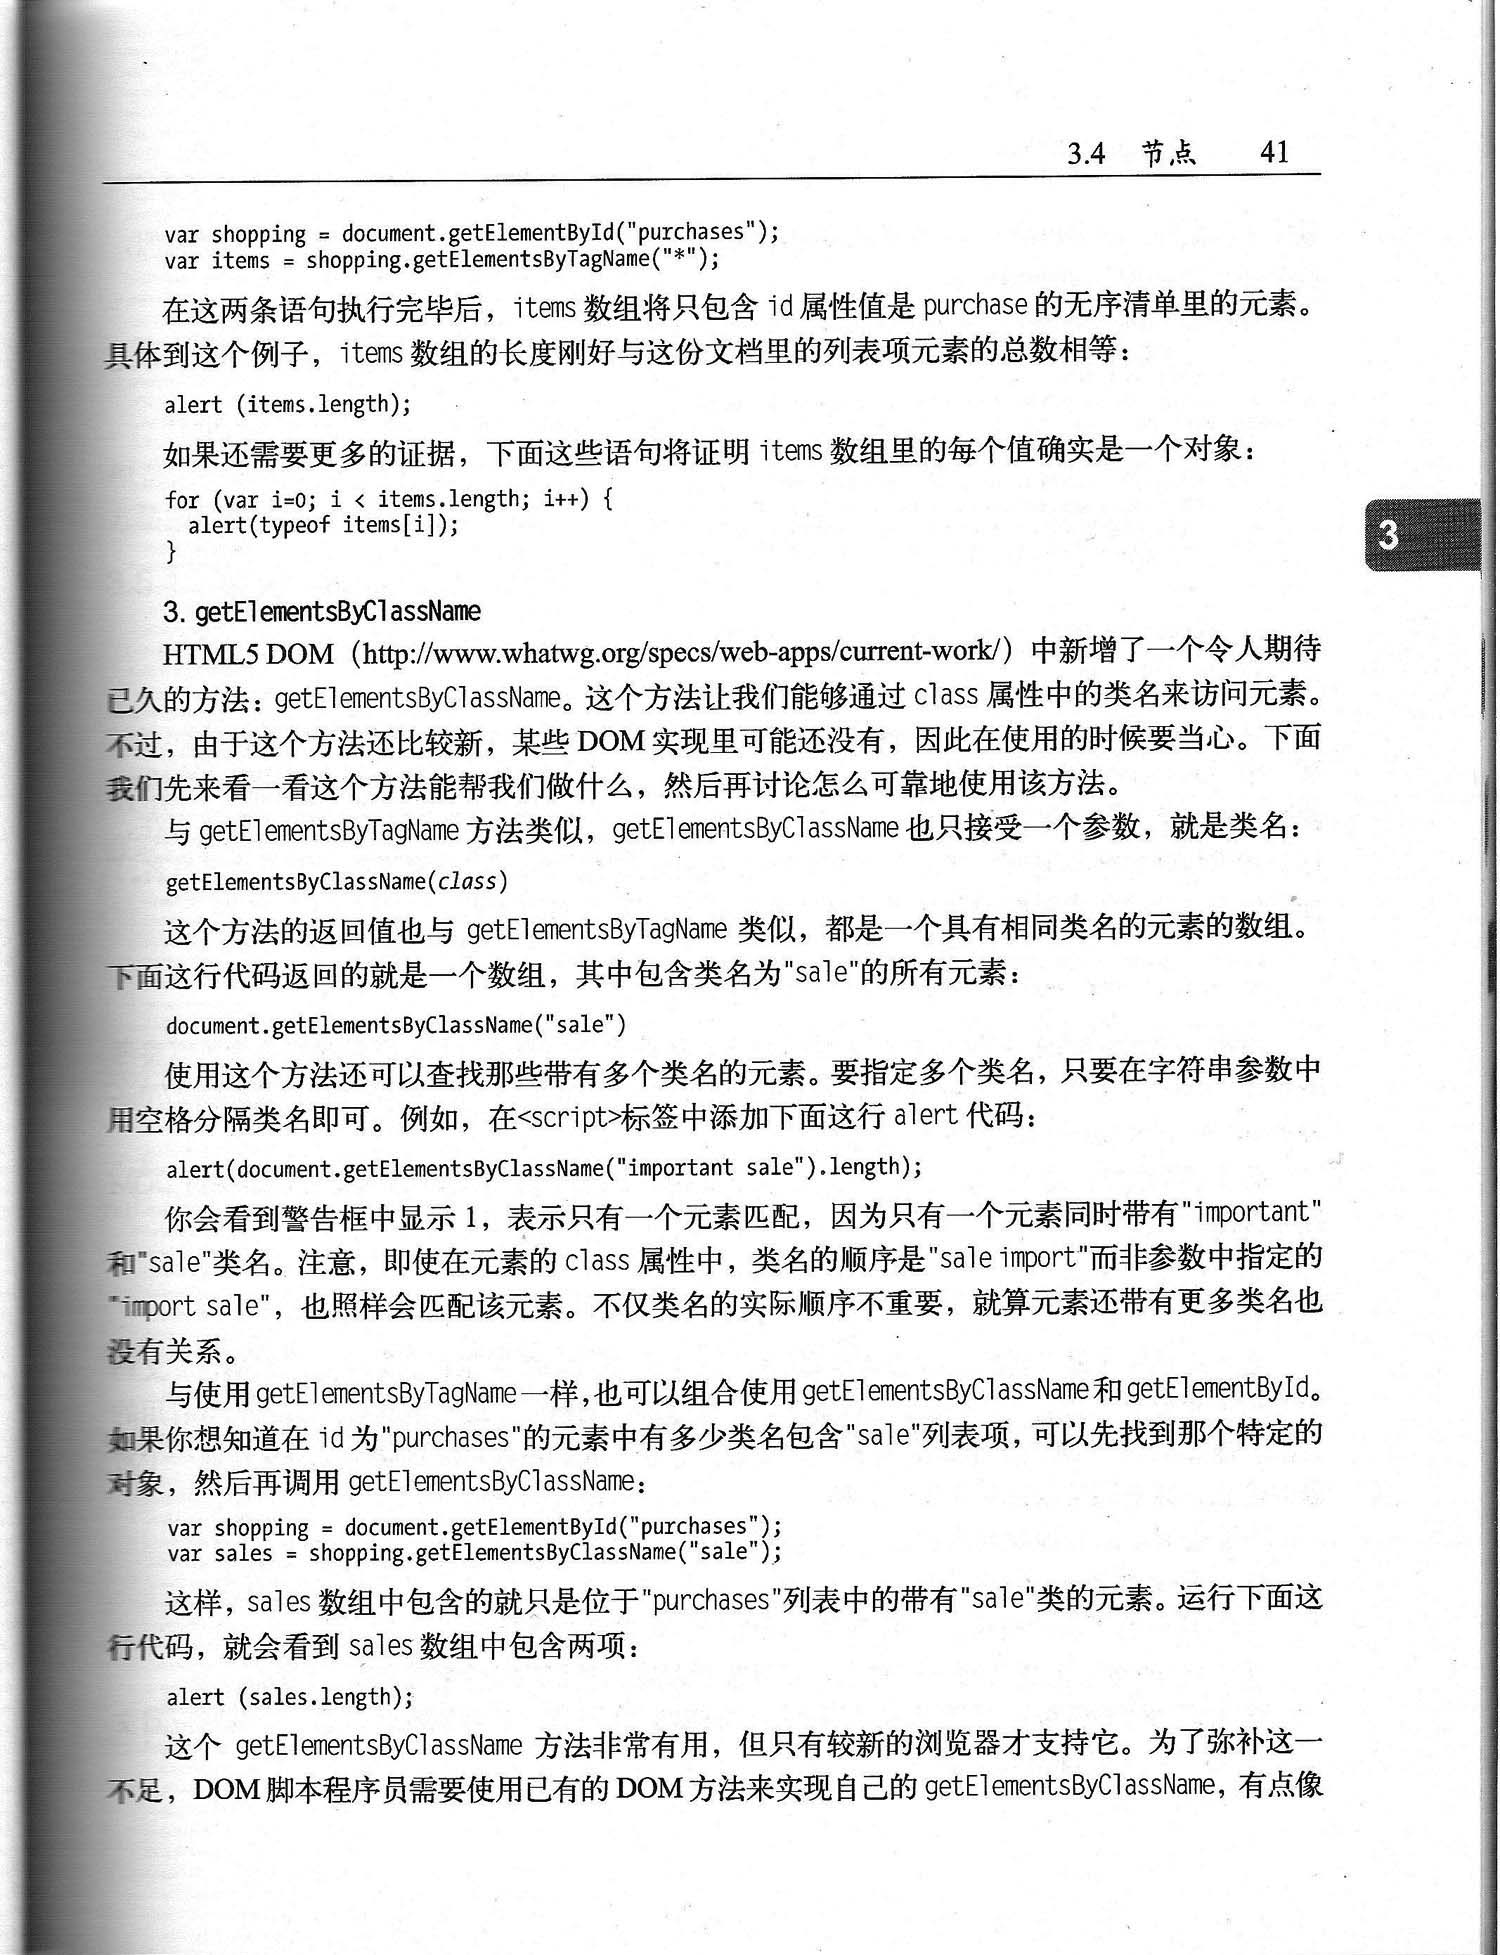 3.4 节点 41
var shopping = document.getElementById("purchases");
var items = shopping.getElementsByTagName("*");
在这两条语句执行完毕后，items 数组将只包含 id 属性值是 purchase 的无序清单里的元素。
具体到这个例子，items 数组的长度刚好与这份文档里的列表项元素的总数相等：
alert (items.length);
如果还需要更多的证据，下面这些语句将证明 items 数组里的每个值确实是一个对象：
for (var i=0; i < items.length; i++) {
alert(typeof items[i]);
}
3
3. getElementsByClassName
HTML5 DOM（http://www.whatwg.org/specs/web-apps/current-work/）中新增了一个令人期待
已久的方法：getElementsByClassName。这个方法让我们能够通过 class 属性中的类名来访问元素。
不过，由于这个方法还比较新，某些 DOM 实现里可能还没有，因此在使用的时候要当心。下面
我们先来看一看这个方法能帮我们做什么，然后再讨论怎么可靠地使用该方法。
与 getElementsByTagName 方法类似，getElementsByClassName 也只接受一个参数，就是类名：
getElementsByClassName(class)
这个方法的返回值也与 getElementsByTagName 类似，都是一个具有相同类名的元素的数组。
下面这行代码返回的就是一个数组，其中包含类名为"sale"的所有元素：
document.getElementsByClassName("sale")
使用这个方法还可以查找那些带有多个类名的元素。要指定多个类名，只要在字符串参数中
用空格分隔类名即可。例如，在<script>标签中添加下面这行 alert 代码：
alert(document.getElementsByClassName("important sale").length);
你会看到警告框中显示 1，表示只有一个元素匹配，因为只有一个元素同时带有"important"
和"sale"类名。注意，即使在元素的 class 属性中，类名的顺序是"sale import"而非参数中指定的
"import sale"，也照样会匹配该元素。不仅类名的实际顺序不重要，就算元素还带有更多类名也
没有关系。
与使用 getElementsByTagName 一样，也可以组合使用 getElementsByClassName 和 getElementById。
如果你想知道在 id 为"purchases"的元素中有多少类名包含"sale"列表项，可以先找到那个特定的
对象，然后再调用 getElementsByClassName：
var shopping = document.getElementById("purchases");
var sales = shopping.getElementsByClassName("sale");
这样，sales 数组中包含的就只是位于"purchases"列表中的带有"sale"类的元素。运行下面这
行代码，就会看到 sales 数组中包含两项：
alert (sales.length);
这个 getElementsByClassName 方法非常有用，但只有较新的浏览器才支持它。为了弥补这一
不足，DOM 脚本程序员需要使用已有的 DOM 方法来实现自己的 getElementsByClassName，有点像